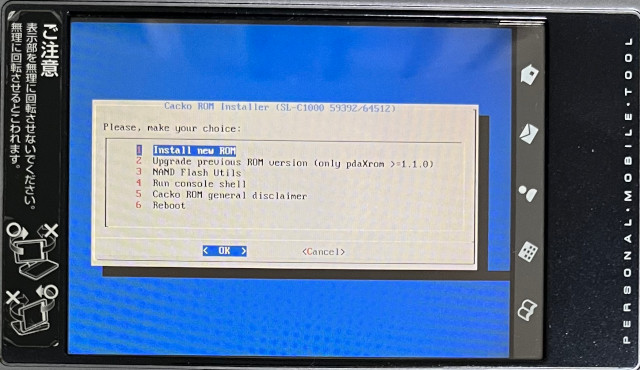 ご注意
表示部を無理に回転させないでください。
無理に回転させるとこわれます。
Cacko ROM Installer (SL-C1000 59392/64512)
Please, make your choice:
1 Install new ROM
2 Upgrade previous ROM version (only pdaXrom >=1.1.0)
3 NAND Flash Utils
4 Run console shell
5 Cacko ROM general disclaimer
6 Reboot
< OK >
<Cancel>
PERSONAL•MOBILE•TOOL